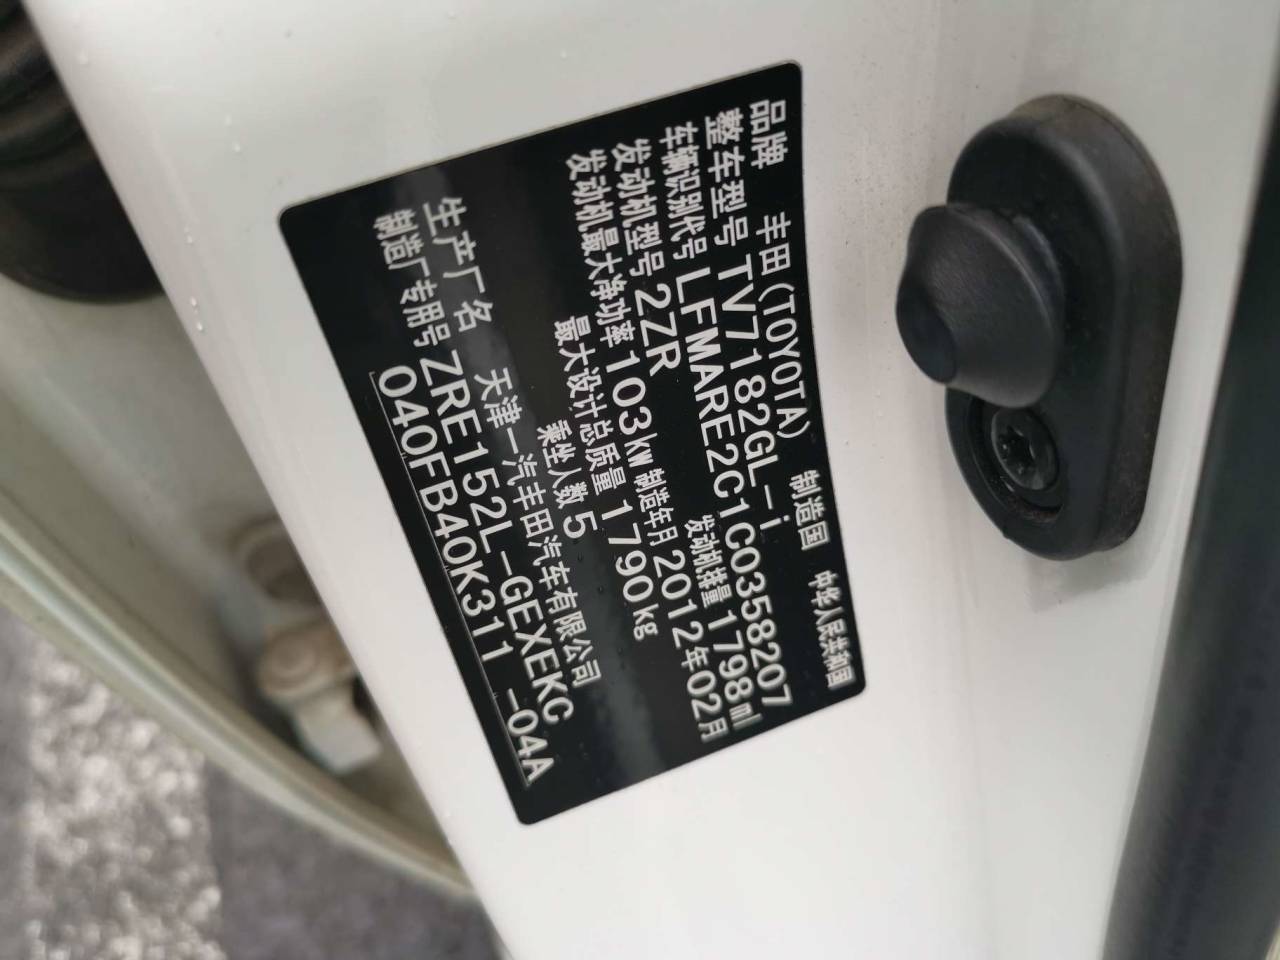 品牌 丰田(TOYOTA) 制造国 中华人民共和国
整车型号 TV7182GL-i
车辆识别代号 LFMARE2C1C0358207
发动机型号 2ZR 发动机排量 1798ml
发动机最大净功率 103kw 制造年月 2012年02月
最大设计总质量 1790kg
乘坐人数 5
生产厂名 天津一汽丰田汽车有限公司
制造厂专用号 ZRE152L-GEXEKC
040FB40K311 -04A